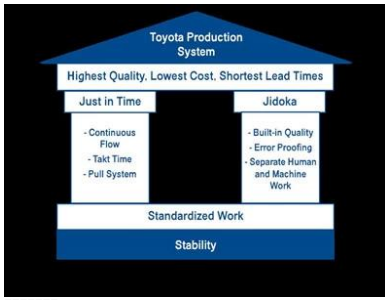 Toyota Production
System
Highest Quality, Lowest Cost, Shortest Lead Times
Just in Time
- Continuous
Flow
- Takt Time
- Pull System
Jidoka
- Built-in Quality
- Error Proofing
- Separate Human
and Machine
Work
Standardized Work
Stability